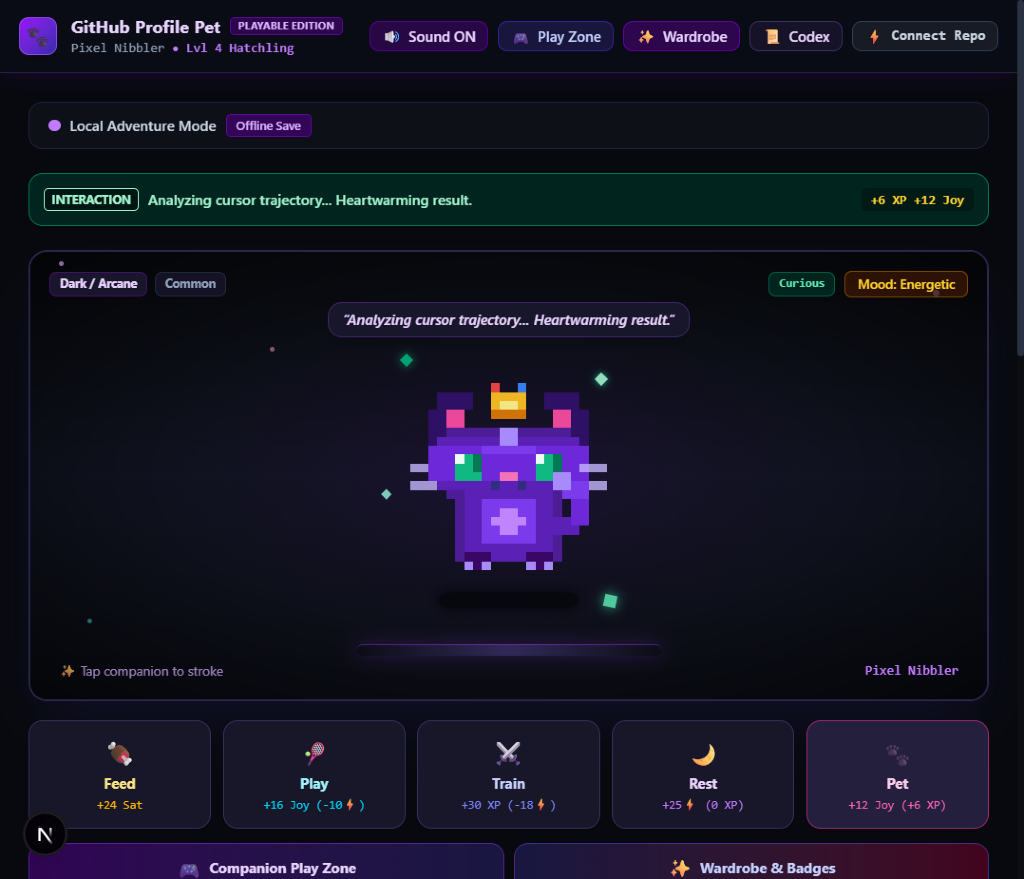 GitHub Profile Pet PLAYABLE EDITION
Pixel Nibbler • Lvl 4 Hatchling
Sound ON
Play Zone
Wardrobe
Codex
Connect Repo
Local Adventure Mode Offline Save
INTERACTION Analyzing cursor trajectory... Heartwarming result. +6 XP +12 Joy
Dark / Arcane Common Curious Mood: Energetic
"Analyzing cursor trajectory... Heartwarming result."
Tap companion to stroke Pixel Nibbler
Feed
+24 Sat
Play
+16 Joy (-10⚡)
Train
+30 XP (-18⚡)
Rest
+25⚡ (0 XP)
Pet
+12 Joy (+6 XP)
N
Companion Play Zone
Wardrobe & Badges